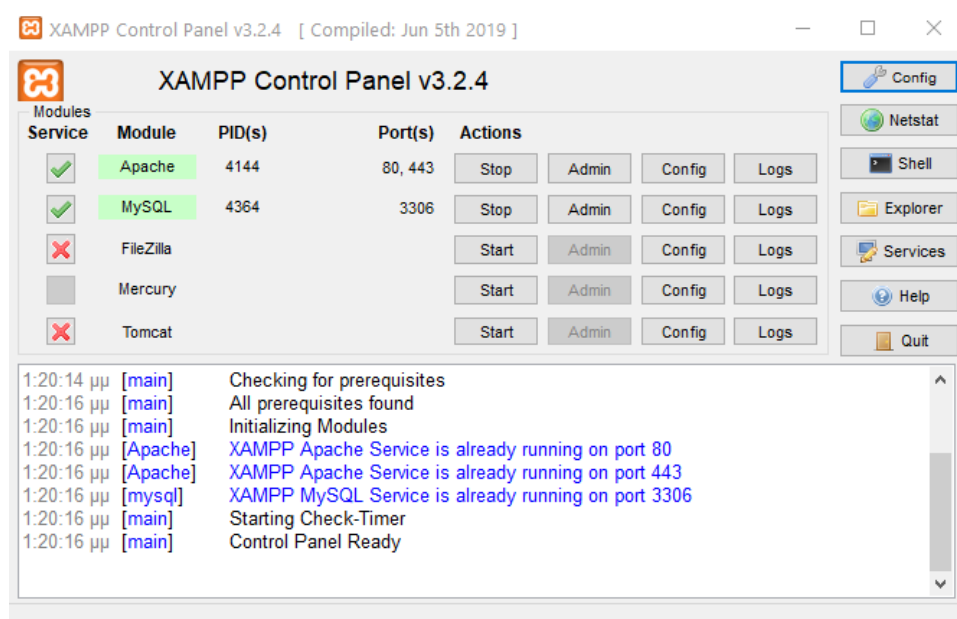 XAMPP Control Panel v3.2.4 [ Compiled: Jun 5th 2019 ]
XAMPP Control Panel v3.2.4
Config
Modules
Netstat
Service Module PID(s) Port(s) Actions
Apache 4144 80, 443 Stop Admin Config Logs
Shell
MySQL 4364 3306 Stop Admin Config Logs
Explorer
FileZilla Start Admin Config Logs
Services
Mercury Start Admin Config Logs
Help
Tomcat Start Admin Config Logs
Quit
1:20:14 μμ [main] Checking for prerequisites
1:20:16 μμ [main] All prerequisites found
1:20:16 μμ [main] Initializing Modules
1:20:16 μμ [Apache] XAMPP Apache Service is already running on port 80
1:20:16 μμ [Apache] XAMPP Apache Service is already running on port 443
1:20:16 μμ [mysql] XAMPP MySQL Service is already running on port 3306
1:20:16 μμ [main] Starting Check-Timer
1:20:16 μμ [main] Control Panel Ready